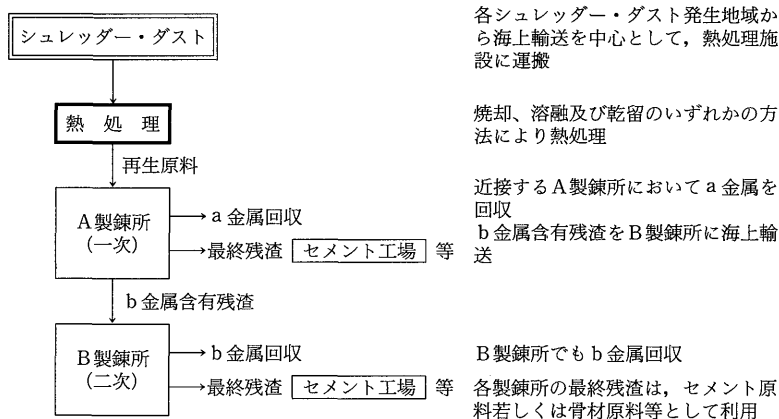 シュレッダー・ダスト
各シュレッダー・ダスト発生地域か
ら海上輸送を中心として，熱処理施
設に運搬
熱　処　理
焼却、溶融及び乾留のいずれかの方
法により熱処理
再生原料
A製錬所
(一次)
a金属回収
最終残渣 セメント工場 等
近接するA製錬所においてa金属を
回収
b金属含有残渣をB製錬所に海上輸
送
b金属含有残渣
B製錬所
(二次)
b金属回収
最終残渣 セメント工場 等
B製錬所でもb金属回収
各製錬所の最終残渣は，セメント原
料若しくは骨材原料等として利用